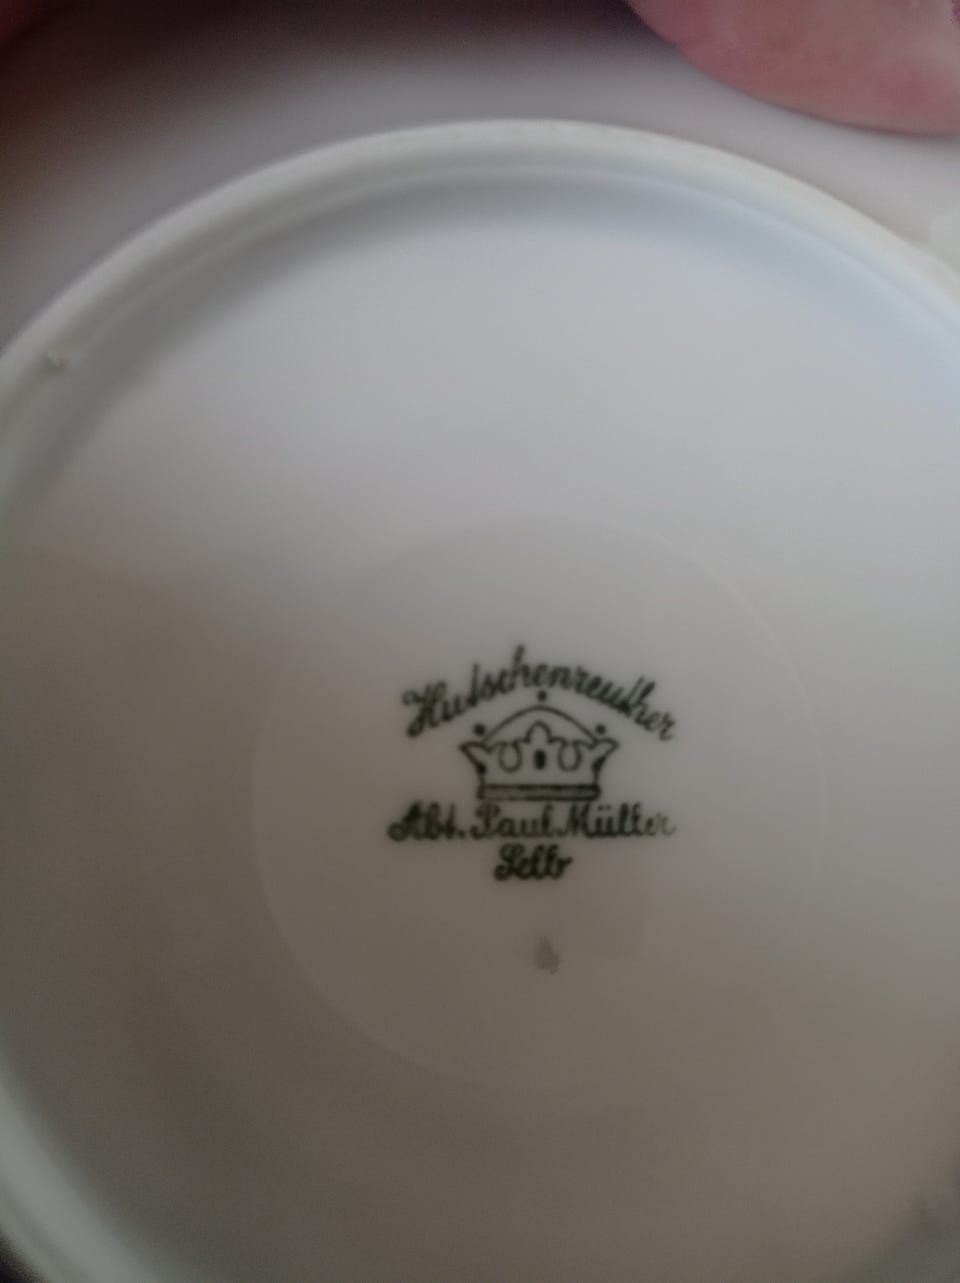 Hutschenreuther
Abt. Paul Müller
Selb